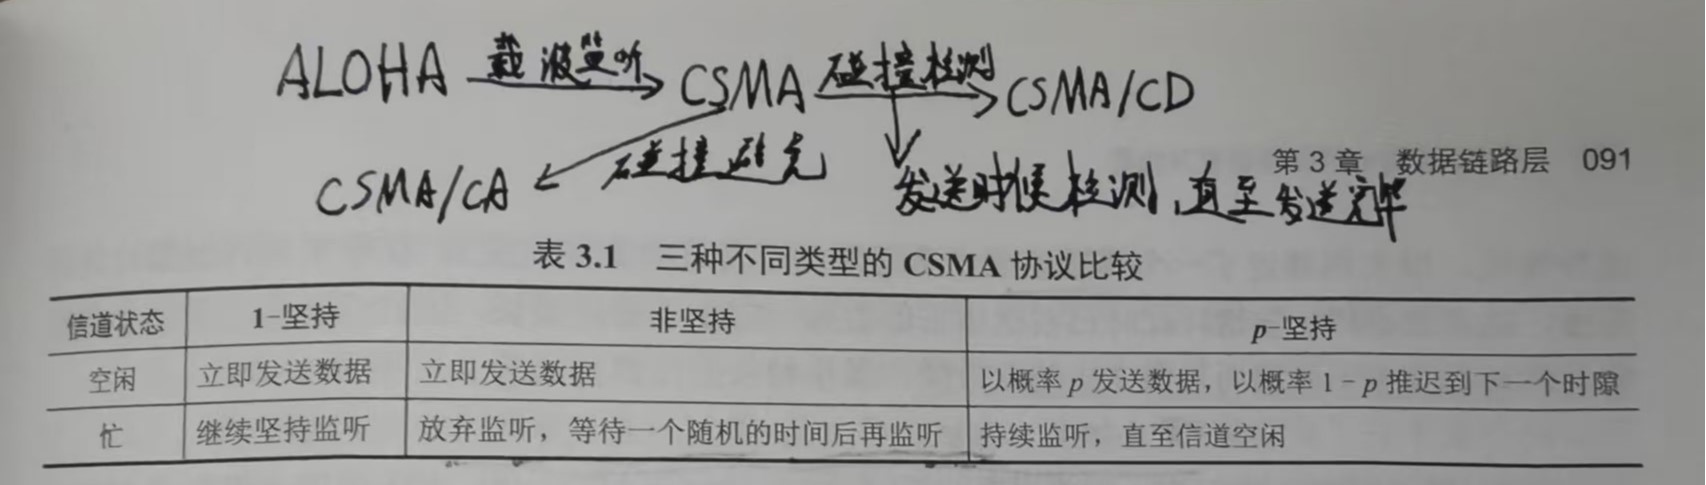 ALOHA 载波监听 CSMA 碰撞检测 CSMA/CD
CSMA/CA 碰撞避免 发送时候检测,直至发送完毕
第3章 数据链路层 091
表 3.1 三种不同类型的 CSMA 协议比较
信道状态 1-坚持 非坚持 p-坚持
空闲 立即发送数据 立即发送数据 以概率 p 发送数据，以概率 1-p 推迟到下一个时隙
忙 继续坚持监听 放弃监听，等待一个随机的时间后再监听 持续监听，直至信道空闲